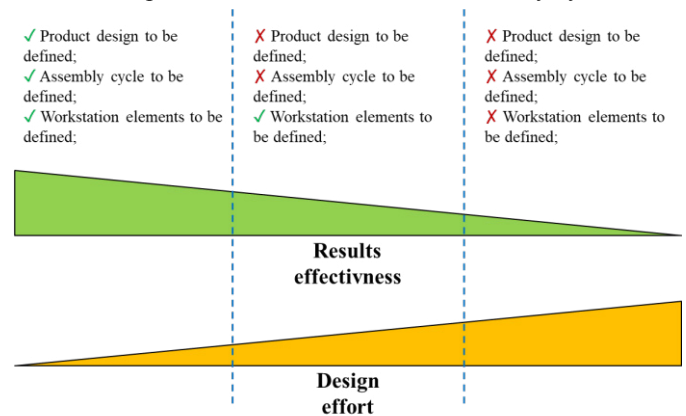 ✓ Product design to be
defined;
✓ Assembly cycle to be
defined;
✓ Workstation elements to be
defined;
✗ Product design to be
defined;
✗ Assembly cycle to be
defined;
✓ Workstation elements to
be defined;
✗ Product design to be
defined;
✗ Assembly cycle to be
defined;
✗ Workstation elements to
be defined;
Results
effectivness
Design
effort